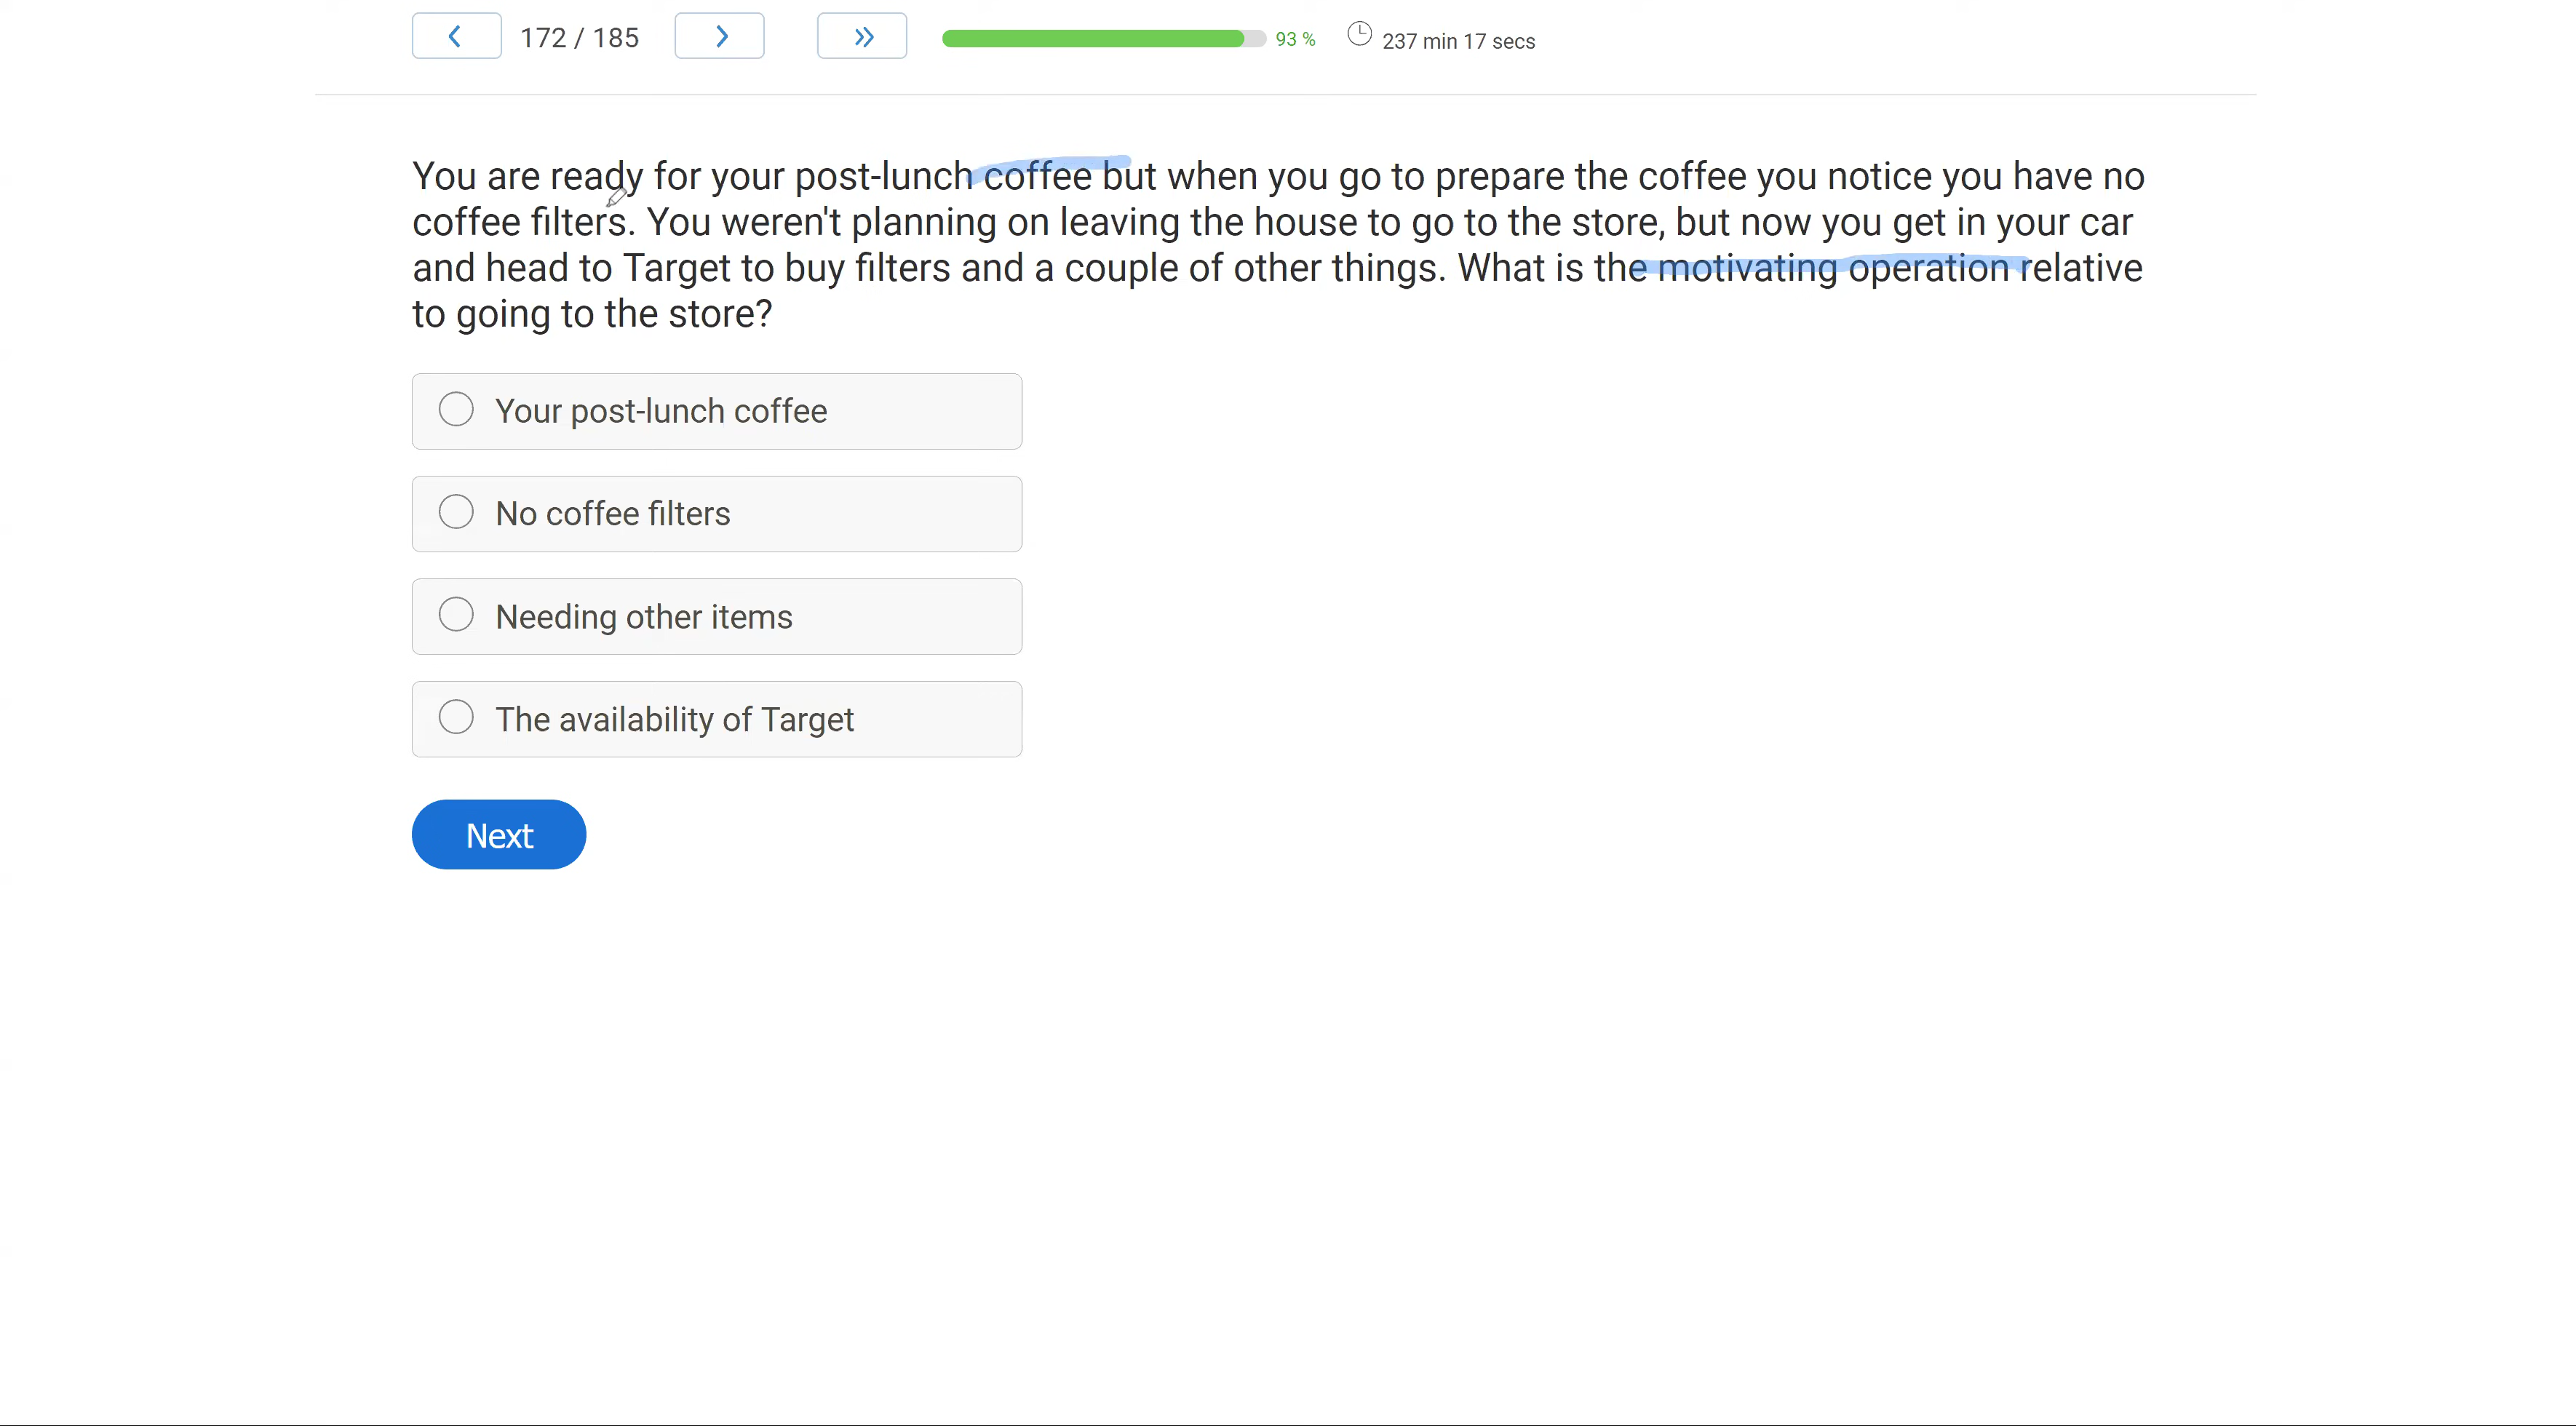 172 / 185
93 %
237 min 17 secs
You are ready for your post-lunch coffee but when you go to prepare the coffee you notice you have no
coffee filters. You weren't planning on leaving the house to go to the store, but now you get in your car
and head to Target to buy filters and a couple of other things. What is the motivating operation relative
to going to the store?
Your post-lunch coffee
No coffee filters
Needing other items
The availability of Target
Next